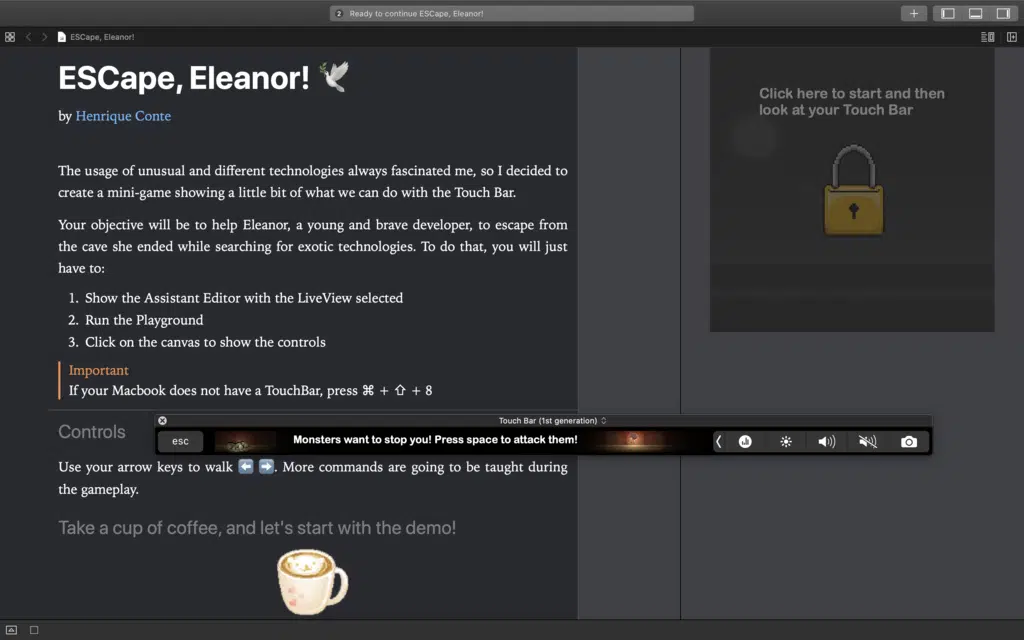 2 Ready to continue ESCape, Eleanor!
ESCape, Eleanor!
ESCape, Eleanor! 🕊
by Henrique Conte
The usage of unusual and different technologies always fascinated me, so I decided to
create a mini-game showing a little bit of what we can do with the Touch Bar.
Your objective will be to help Eleanor, a young and brave developer, to escape from
the cave she ended while searching for exotic technologies. To do that, you will just
have to:
1. Show the Assistant Editor with the LiveView selected
2. Run the Playground
3. Click on the canvas to show the controls
Important
If your Macbook does not have a TouchBar, press ⌘ + ⇧ + 8
Controls
Use your arrow keys to walk ⬅️ ➡️. More commands are going to be taught during
the gameplay.
Take a cup of coffee, and let's start with the demo!
Click here to start and then
look at your Touch Bar
Touch Bar (1st generation)
esc
Monsters want to stop you! Press space to attack them!